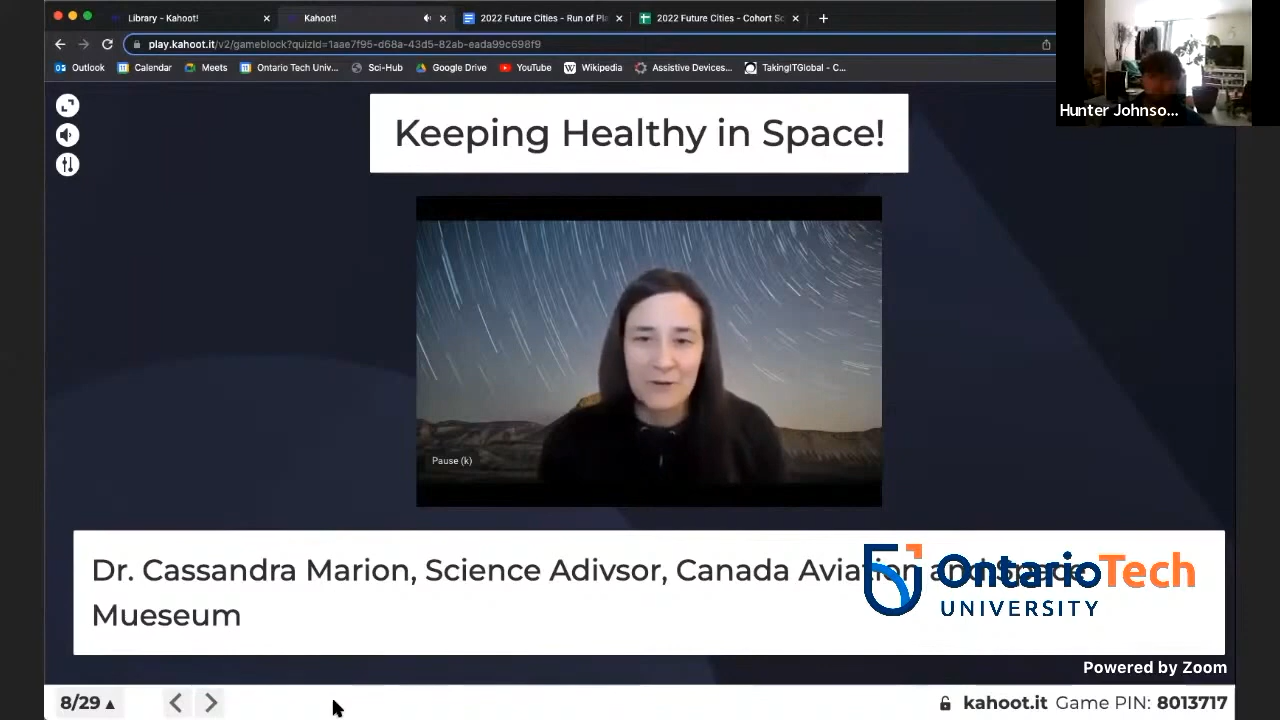 Library - Kahoot!
Kahoot!
2022 Future Cities - Run of Pl
2022 Future Cities - Cohort Sc
play.kahoot.it/v2/gameblock?quizId=1aae7f95-d68a-43d5-82ab-eada99c698f9
Outlook
Calendar
Meets
Ontario Tech Univ...
Sci-Hub
Google Drive
YouTube
Wikipedia
Assistive Devices...
TakingITGlobal - C...
Hunter Johnso...
Keeping Healthy in Space!
Pause (k)
Dr. Cassandra Marion, Science Adivsor, Canada Aviation and Space
Mueseum
OntarioTech
UNIVERSITY
Powered by Zoom
8/29
kahoot.it Game PIN: 8013717